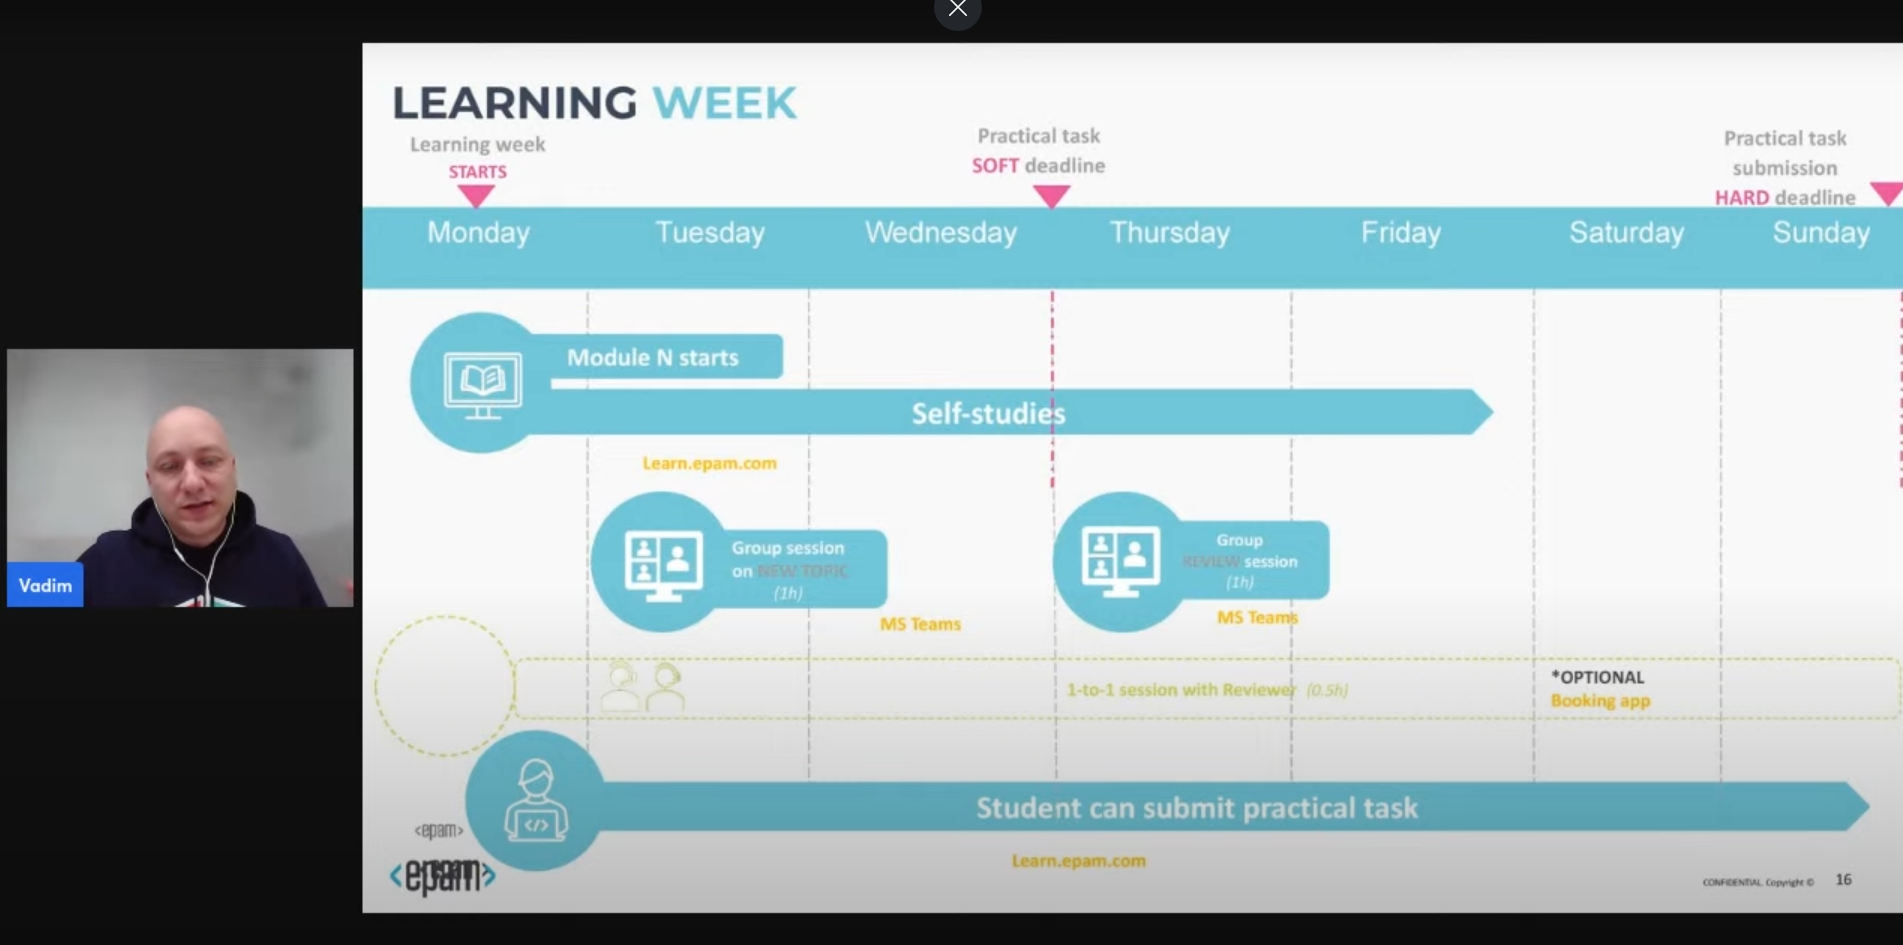 LEARNING WEEK
Learning week
STARTS
Practical task
SOFT deadline
Practical task
submission
HARD deadline
Monday
Tuesday
Wednesday
Thursday
Friday
Saturday
Sunday
Module N starts
Self-studies
Learn.epam.com
Group session
on NEW TOPIC
(1h)
MS Teams
Group
REVIEW session
(1h)
MS Teams
1-to-1 session with Reviewer (0.5h)
*OPTIONAL
Booking app
Vadim
</>
Student can submit practical task
Learn.epam.com
<epam>
<epam>
CONFIDENTIAL. Copyright ©
16